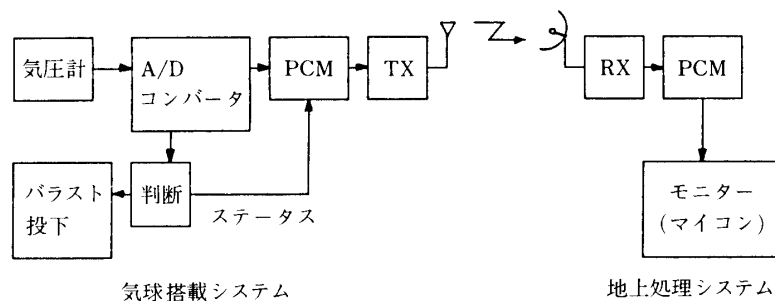 気圧計
A/D
コンバータ
PCM
TX
RX
PCM
バラスト
投下
判断
ステータス
モニター
(マイコン)
気球搭載システム
地上処理システム